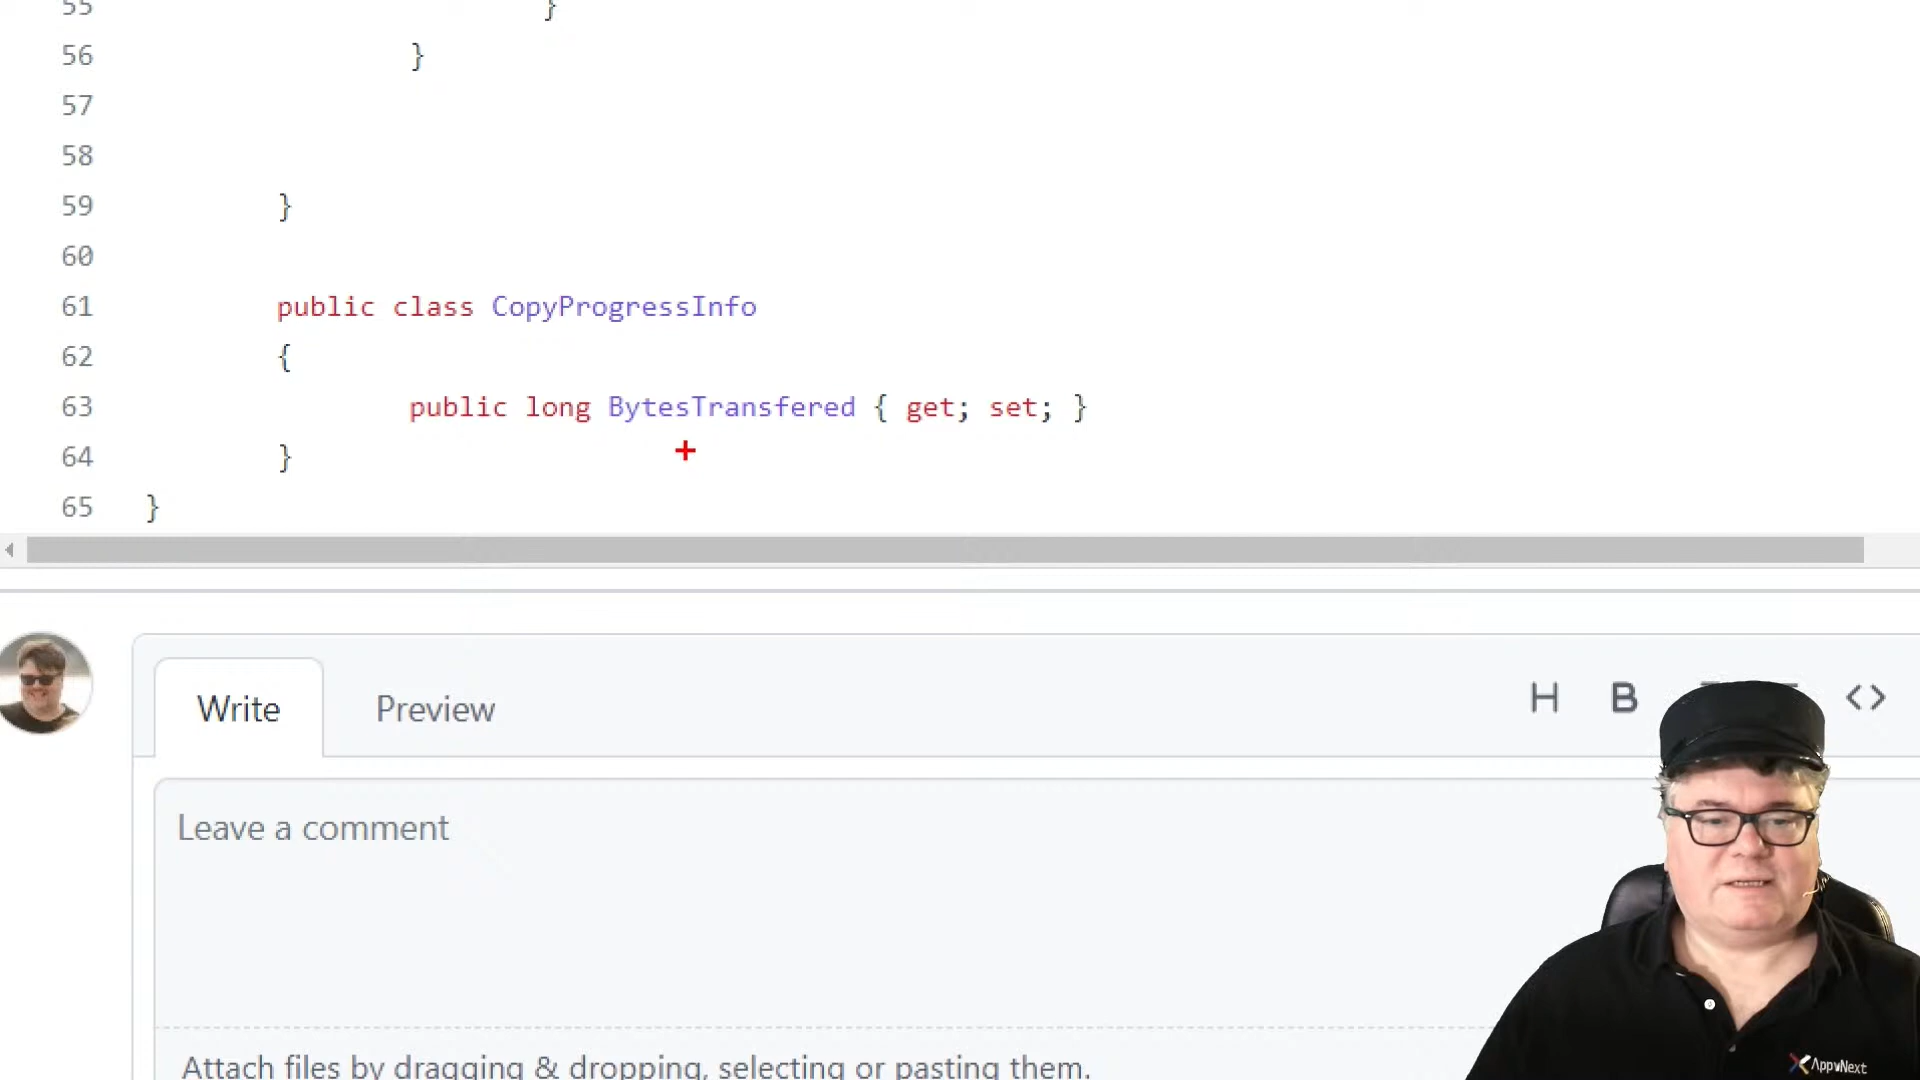 55 }
56 }
57
58
59 }
60
61 public class CopyProgressInfo
62 {
63 public long BytesTransfered { get; set; }
64 }
65 }
Write Preview H B <>
Leave a comment
Attach files by dragging & dropping, selecting or pasting them.
AppvNext